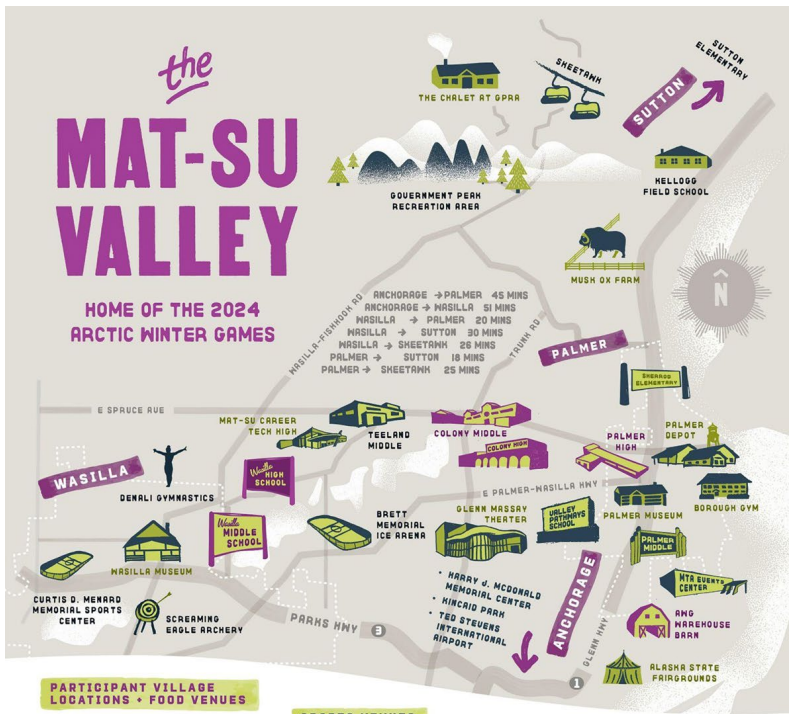 the
MAT-SU
VALLEY
HOME OF THE 2024
ARCTIC WINTER GAMES
THE CHALET AT GPRA
SKEETAWK
SUTTON
SUTTON
ELEMENTARY
GOVERNMENT PEAK
RECREATION AREA
KELLOGG
FIELD SCHOOL
MUSK OX FARM
N
WASILLA-FISHHOOK RD
ANCHORAGE → PALMER 45 MINS
ANCHORAGE → WASILLA 51 MINS
WASILLA → PALMER 20 MINS
WASILLA → SUTTON 30 MINS
WASILLA → SKEETAWK 26 MINS
PALMER → SUTTON 18 MINS
PALMER → SKEETAWK 25 MINS
TRUNK RD
PALMER
SHERROD
ELEMENTARY
E SPRUCE AVE
MAT-SU CAREER
TECH HIGH
TEELAND
MIDDLE
COLONY MIDDLE
COLONY HIGH
PALMER
HIGH
PALMER
DEPOT
WASILLA
DENALI GYMNASTICS
Wasilla
HIGH
SCHOOL
E PALMER-WASILLA HWY
PALMER MUSEUM
BOROUGH GYM
WASILLA MUSEUM
Wasilla
MIDDLE
SCHOOL
BRETT
MEMORIAL
ICE ARENA
GLENN MASSAY
THEATER
VALLEY
PATHWAYS
SCHOOL
PALMER
MIDDLE
MTA EVENTS
CENTER
CURTIS D. MENARD
MEMORIAL SPORTS
CENTER
SCREAMING
EAGLE ARCHERY
PARKS HWY 3
• HARRY J. MCDONALD
MEMORIAL CENTER
• KINCAID PARK
• TED STEVENS
INTERNATIONAL
AIRPORT
ANCHORAGE
GLENN HWY
1
AWG
WAREHOUSE
BARN
ALASKA STATE
FAIRGROUNDS
PARTICIPANT VILLAGE
LOCATIONS + FOOD VENUES